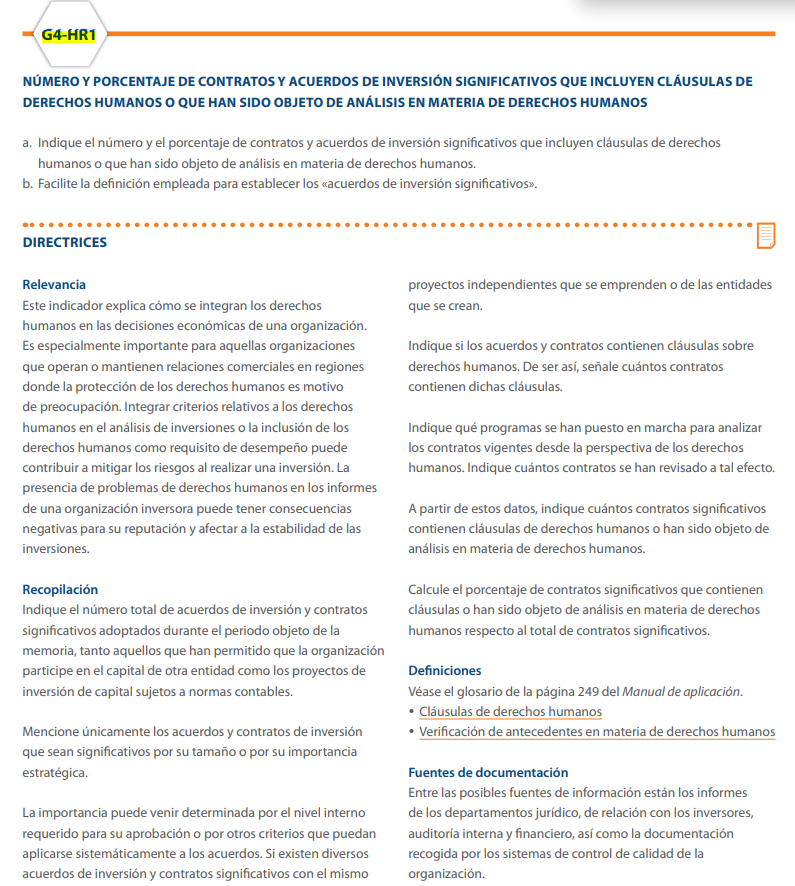 G4-HR1
NÚMERO Y PORCENTAJE DE CONTRATOS Y ACUERDOS DE INVERSIÓN SIGNIFICATIVOS QUE INCLUYEN CLÁUSULAS DE
DERECHOS HUMANOS O QUE HAN SIDO OBJETO DE ANÁLISIS EN MATERIA DE DERECHOS HUMANOS
a. Indique el número y el porcentaje de contratos y acuerdos de inversión significativos que incluyen cláusulas de derechos
humanos o que han sido objeto de análisis en materia de derechos humanos.
b. Facilite la definición empleada para establecer los «acuerdos de inversión significativos».
DIRECTRICES
Relevancia
Este indicador explica cómo se integran los derechos
humanos en las decisiones económicas de una organización.
Es especialmente importante para aquellas organizaciones
que operan o mantienen relaciones comerciales en regiones
donde la protección de los derechos humanos es motivo
de preocupación. Integrar criterios relativos a los derechos
humanos en el análisis de inversiones o la inclusión de los
derechos humanos como requisito de desempeño puede
contribuir a mitigar los riesgos al realizar una inversión. La
presencia de problemas de derechos humanos en los informes
de una organización inversora puede tener consecuencias
negativas para su reputación y afectar a la estabilidad de las
inversiones.
Recopilación
Indique el número total de acuerdos de inversión y contratos
significativos adoptados durante el periodo objeto de la
memoria, tanto aquellos que han permitido que la organización
participe en el capital de otra entidad como los proyectos de
inversión de capital sujetos a normas contables.
Mencione únicamente los acuerdos y contratos de inversión
que sean significativos por su tamaño o por su importancia
estratégica.
La importancia puede venir determinada por el nivel interno
requerido para su aprobación o por otros criterios que puedan
aplicarse sistemáticamente a los acuerdos. Si existen diversos
acuerdos de inversión y contratos significativos con el mismo
proyectos independientes que se emprenden o de las entidades
que se crean.
Indique si los acuerdos y contratos contienen cláusulas sobre
derechos humanos. De ser así, señale cuántos contratos
contienen dichas cláusulas.
Indique qué programas se han puesto en marcha para analizar
los contratos vigentes desde la perspectiva de los derechos
humanos. Indique cuántos contratos se han revisado a tal efecto.
A partir de estos datos, indique cuántos contratos significativos
contienen cláusulas de derechos humanos o han sido objeto de
análisis en materia de derechos humanos.
Calcule el porcentaje de contratos significativos que contienen
cláusulas o han sido objeto de análisis en materia de derechos
humanos respecto al total de contratos significativos.
Definiciones
Véase el glosario de la página 249 del Manual de aplicación.
• Cláusulas de derechos humanos
• Verificación de antecedentes en materia de derechos humanos
Fuentes de documentación
Entre las posibles fuentes de información están los informes
de los departamentos jurídico, de relación con los inversores,
auditoría interna y financiero, así como la documentación
recogida por los sistemas de control de calidad de la
organización.